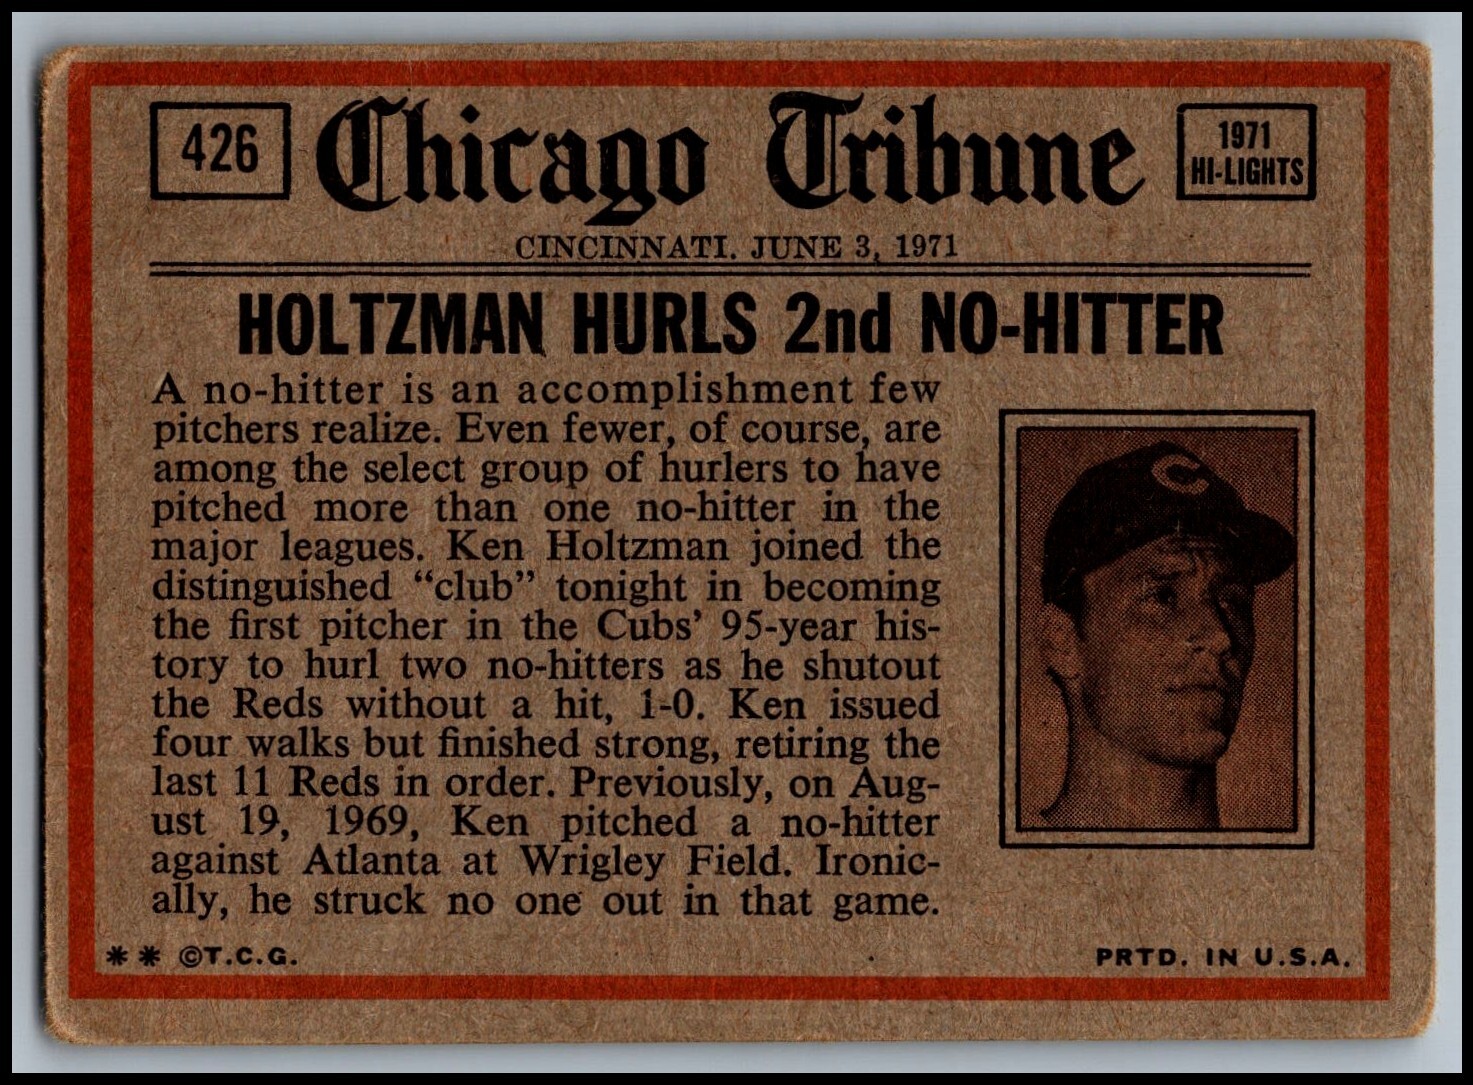 426
Chicago Tribune
1971
HI-LIGHTS
CINCINNATI, JUNE 3, 1971
HOLTZMAN HURLS 2nd NO-HITTER
A no-hitter is an accomplishment few
pitchers realize. Even fewer, of course, are
among the select group of hurlers to have
pitched more than one no-hitter in the
major leagues. Ken Holtzman joined the
distinguished “club” tonight in becoming
the first pitcher in the Cubs’ 95-year his-
tory to hurl two no-hitters as he shutout
the Reds without a hit, 1-0. Ken issued
four walks but finished strong, retiring the
last 11 Reds in order. Previously, on Aug-
ust 19, 1969, Ken pitched a no-hitter
against Atlanta at Wrigley Field. Ironic-
ally, he struck no one out in that game.
C
** ©T.C.G.
PRTD. IN U.S.A.